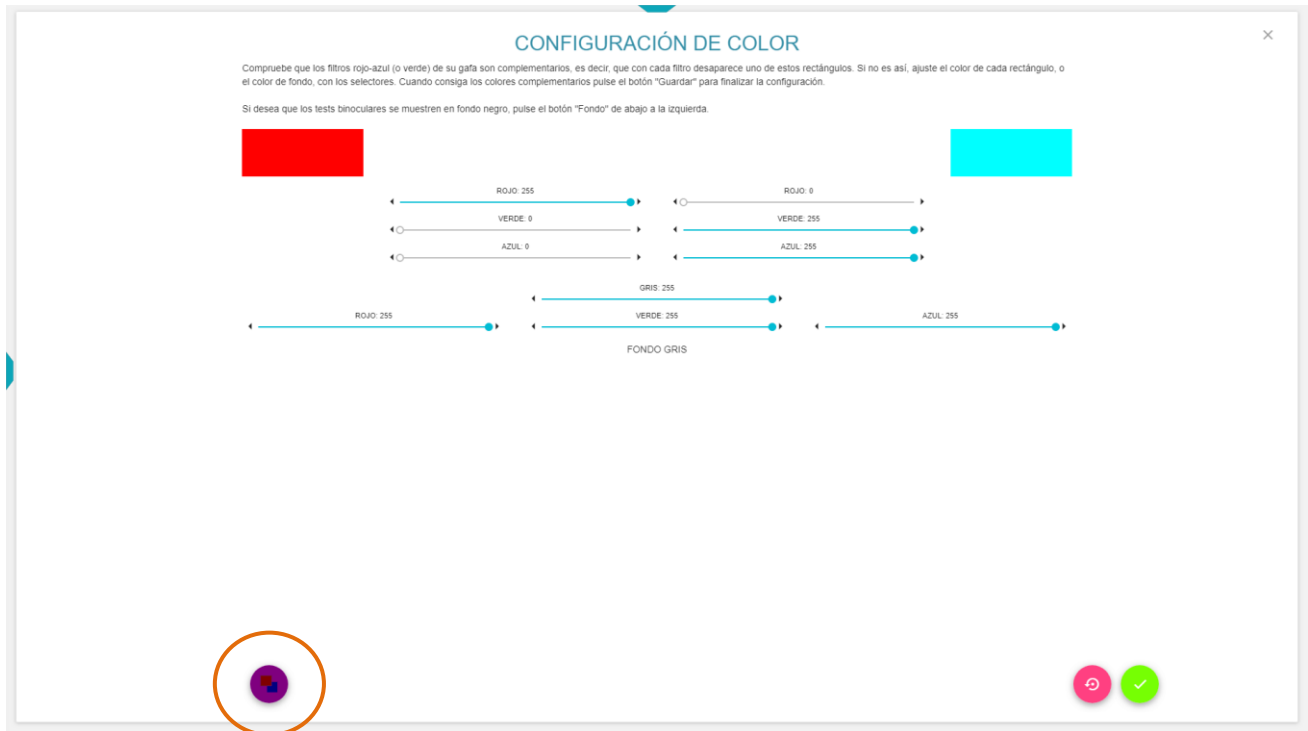 CONFIGURACIÓN DE COLOR
Compruebe que los filtros rojo-azul (o verde) de su gafa son complementarios, es decir, que con cada filtro desaparece uno de estos rectángulos. Si no es así, ajuste el color de cada rectángulo, o
el color de fondo, con los selectores. Cuando consiga los colores complementarios pulse el botón "Guardar" para finalizar la configuración.
Si desea que los tests binoculares se muestren en fondo negro, pulse el botón "Fondo" de abajo a la izquierda.
ROJO: 255
ROJO: 0
VERDE: 0
VERDE: 255
AZUL: 0
AZUL: 255
GRIS: 255
ROJO: 255
VERDE: 255
AZUL: 255
FONDO GRIS